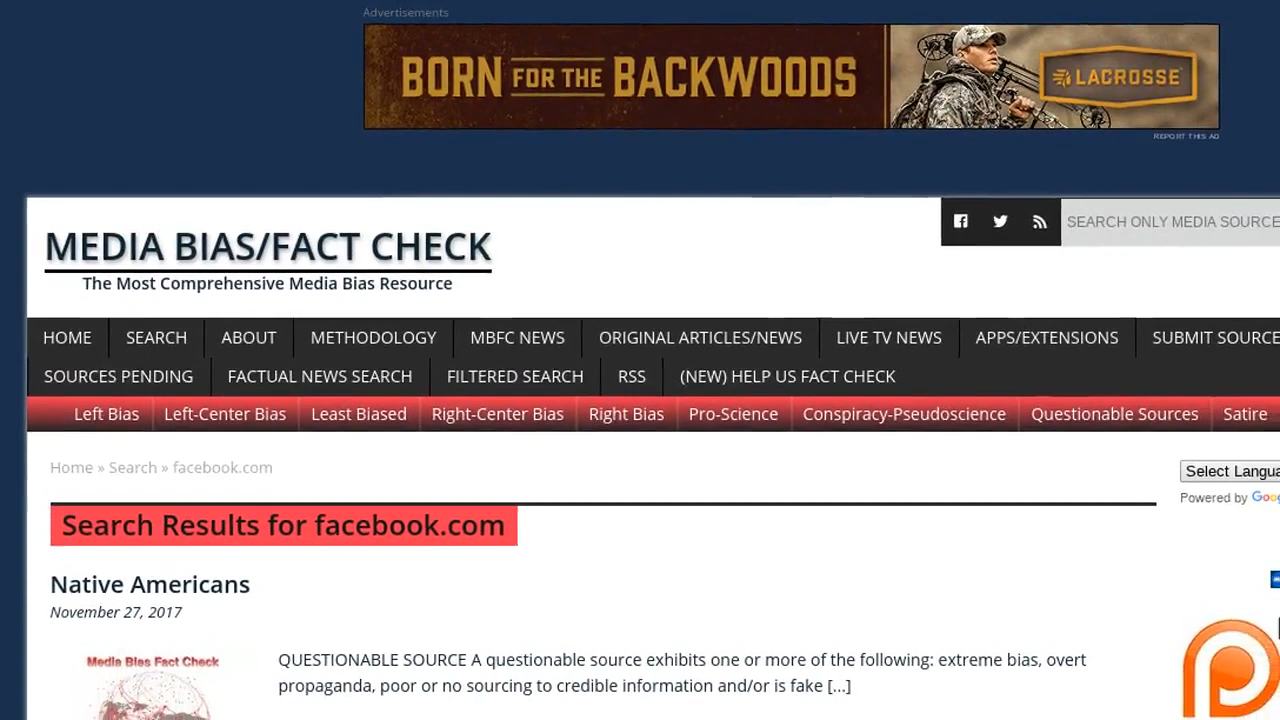 Advertisements
BORN FOR THE BACKWOODS
LACROSSE
REPORT THIS AD
SEARCH ONLY MEDIA SOURCE
MEDIA BIAS/FACT CHECK
The Most Comprehensive Media Bias Resource
HOME SEARCH ABOUT METHODOLOGY MBFC NEWS ORIGINAL ARTICLES/NEWS LIVE TV NEWS APPS/EXTENSIONS SUBMIT SOURCE
SOURCES PENDING FACTUAL NEWS SEARCH FILTERED SEARCH RSS (NEW) HELP US FACT CHECK
Left Bias Left-Center Bias Least Biased Right-Center Bias Right Bias Pro-Science Conspiracy-Pseudoscience Questionable Sources Satire
Home » Search » facebook.com
Select Langua
Powered by Goog
Search Results for facebook.com
Native Americans
November 27, 2017
Media Bias Fact Check
QUESTIONABLE SOURCE A questionable source exhibits one or more of the following: extreme bias, overt
propaganda, poor or no sourcing to credible information and/or is fake [...]